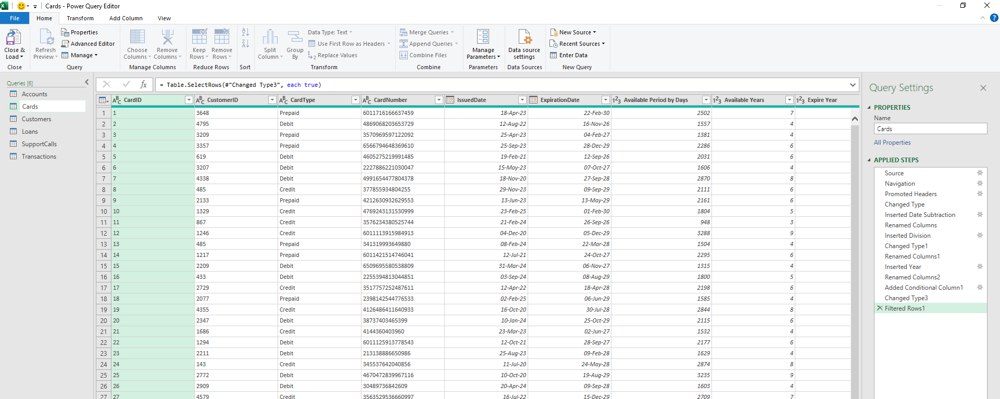 Cards - Power Query Editor
File Home Transform Add Column View
Close & Load
Close
Refresh Preview
Properties
Advanced Editor
Manage
Query
Choose Columns
Remove Columns
Manage Columns
Keep Rows
Remove Rows
Reduce Rows
Sort
Split Column
Group By
Data Type: Text
Use First Row as Headers
Replace Values
Transform
Merge Queries
Append Queries
Combine Files
Combine
Manage Parameters
Parameters
Data source settings
Data Sources
New Source
Recent Sources
Enter Data
New Query
Queries [6]
Accounts
Cards
Customers
Loans
SupportCalls
Transactions
fx = Table.SelectRows(#"Changed Type3", each true)
CardID CustomerID CardType CardNumber IssuedDate ExpirationDate Available Period by Days Available Years Expire Year
1 1 3648 Prepaid 6011716166637459 18-Apr-23 22-Feb-30 2502 7
2 2 4795 Debit 4869068203653729 12-Aug-22 16-Nov-26 1557 4
3 3 3209 Prepaid 3570969597122092 25-Apr-23 04-Feb-27 1381 4
4 4 3357 Prepaid 6566794648369610 25-Sep-23 28-Dec-29 2286 6
5 5 619 Debit 4605275219991485 19-Feb-21 12-Sep-26 2031 6
6 6 3207 Debit 2227886221030047 15-May-23 07-Oct-27 1606 4
7 7 4338 Debit 4991654477804378 18-Nov-20 27-Sep-28 2870 8
8 8 485 Credit 377855934804255 29-Nov-23 09-Sep-29 2111 6
9 9 2133 Prepaid 4212630932629553 13-Jun-23 13-May-29 2161 6
10 10 1329 Credit 4769243131530999 23-Feb-25 01-Feb-30 1804 5
11 11 867 Credit 3576234380525744 21-Feb-24 26-Sep-26 948 3
12 12 1246 Credit 6011113915984913 04-Dec-20 05-Dec-29 3288 9
13 13 485 Prepaid 341319993649880 08-Feb-24 22-Mar-28 1504 4
14 14 1217 Prepaid 6011421514746041 12-Jul-21 24-Oct-27 2295 6
15 15 2209 Debit 6509695580538809 31-Mar-24 06-Nov-27 1315 4
16 16 433 Debit 2255394813044851 03-Sep-24 08-Aug-29 1800 5
17 17 2729 Credit 3517757252487611 12-Apr-22 18-Apr-28 2198 6
18 18 2077 Prepaid 2398142544776533 02-Feb-25 06-Jun-29 1585 4
19 19 4355 Credit 4126486411640933 16-Oct-20 30-Jul-28 2844 8
20 20 2347 Debit 38737403465399 10-Jan-24 25-Oct-29 2115 6
21 21 1686 Credit 4144360403960 23-Mar-23 02-Jun-27 1532 4
22 22 1294 Debit 6011125913778543 12-Oct-21 28-Sep-27 2177 6
23 23 2211 Debit 213138886650986 25-Aug-23 09-Feb-28 1629 4
24 24 143 Credit 345537642040856 11-Jul-20 24-May-28 2874 8
25 25 2772 Debit 4670472839967116 10-Oct-20 19-Aug-29 3235 9
26 26 2909 Debit 30489736842609 20-Apr-24 09-Sep-28 1603 4
27 27 4579 Credit 3563529536660997 16-Jul-22 15-Dec-29 2709 7
Query Settings
PROPERTIES
Name
Cards
All Properties
APPLIED STEPS
Source
Navigation
Promoted Headers
Changed Type
Inserted Date Subtraction
Renamed Columns
Inserted Division
Changed Type1
Renamed Columns1
Inserted Year
Renamed Columns2
Added Conditional Column1
Changed Type3
Filtered Rows1